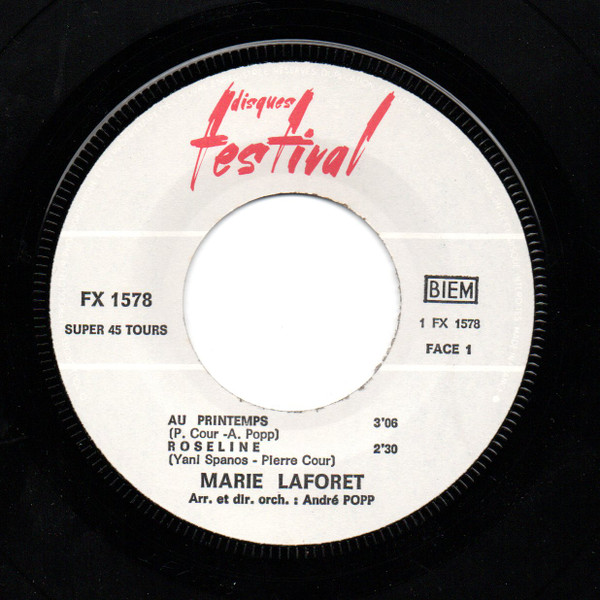 disques
festival
FX 1578
SUPER 45 TOURS
BIEM
1 FX 1578
FACE 1
AU PRINTEMPS 3'06
(P. Cour -A. Popp)
ROSELINE 2'30
(Yani Spanos - Pierre Cour)
MARIE LAFORET
Arr. et dir. orch. : André POPP